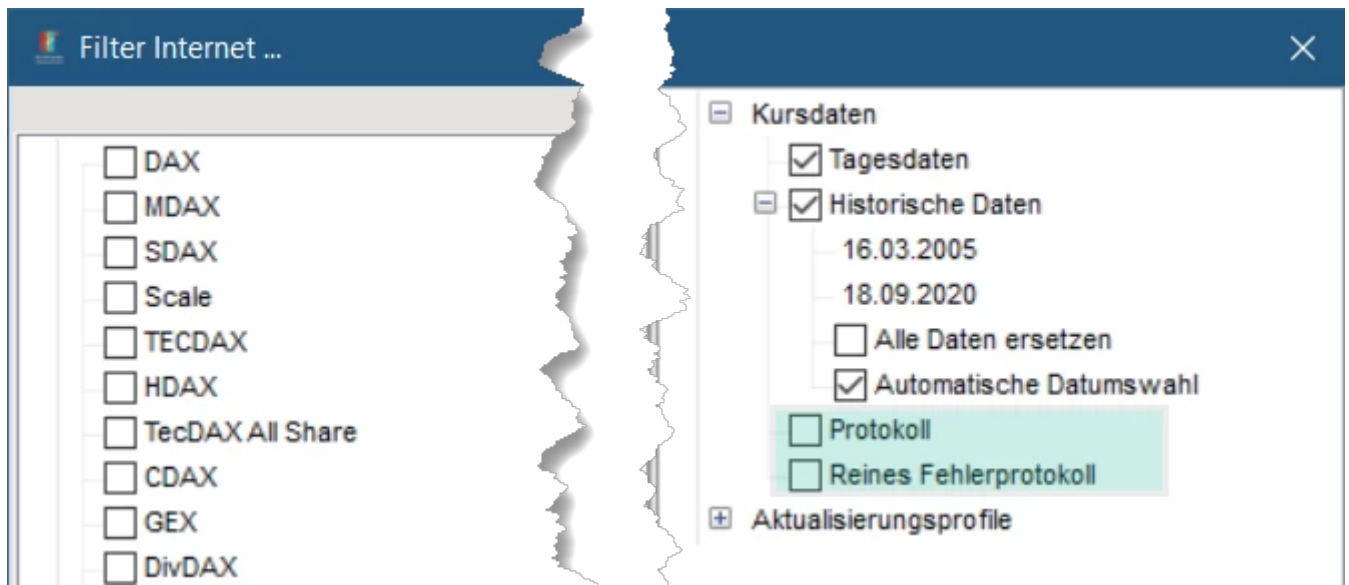 Filter Internet ...
DAX
MDAX
SDAX
Scale
TECDAX
HDAX
TecDAX All Share
CDAX
GEX
DivDAX
Kursdaten
Tagesdaten
Historische Daten
16.03.2005
18.09.2020
Alle Daten ersetzen
Automatische Datumswahl
Protokoll
Reines Fehlerprotokoll
Aktualisierungsprofile